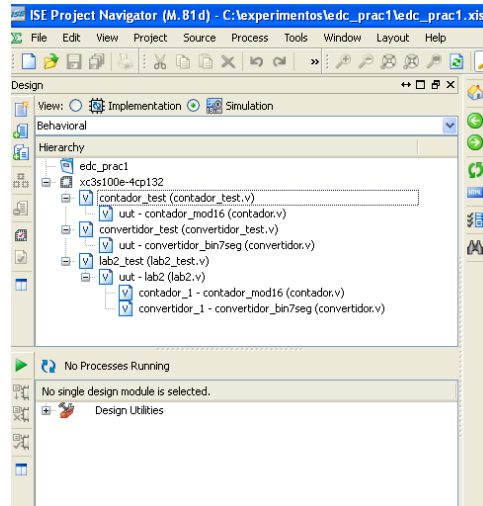 ISE Project Navigator (M.81d) - C:\experimentos\edc_prac1\edc_prac1.xis
File Edit View Project Source Process Tools Window Layout Help
Design
View: Implementation Simulation
Behavioral
Hierarchy
edc_prac1
xc3s100e-4cp132
contador_test (contador_test.v)
uut - contador_mod16 (contador.v)
convertidor_test (convertidor_test.v)
uut - convertidor_bin7seg (convertidor.v)
lab2_test (lab2_test.v)
uut - lab2 (lab2.v)
contador_1 - contador_mod16 (contador.v)
convertidor_1 - convertidor_bin7seg (convertidor.v)
No Processes Running
No single design module is selected.
Design Utilities